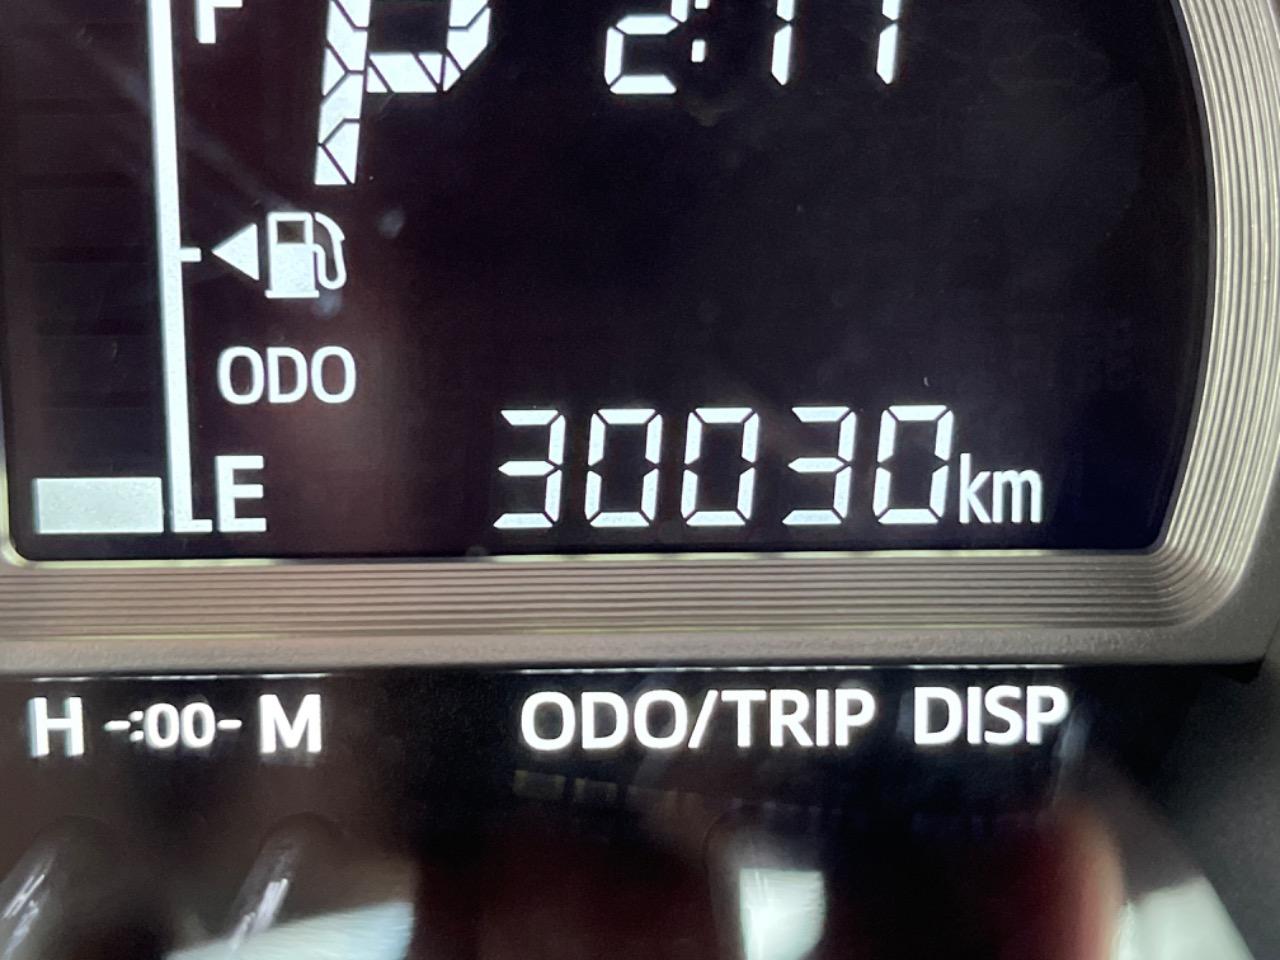 F P 2:11
ODO
E 30030km
H -:00- M ODO/TRIP DISP